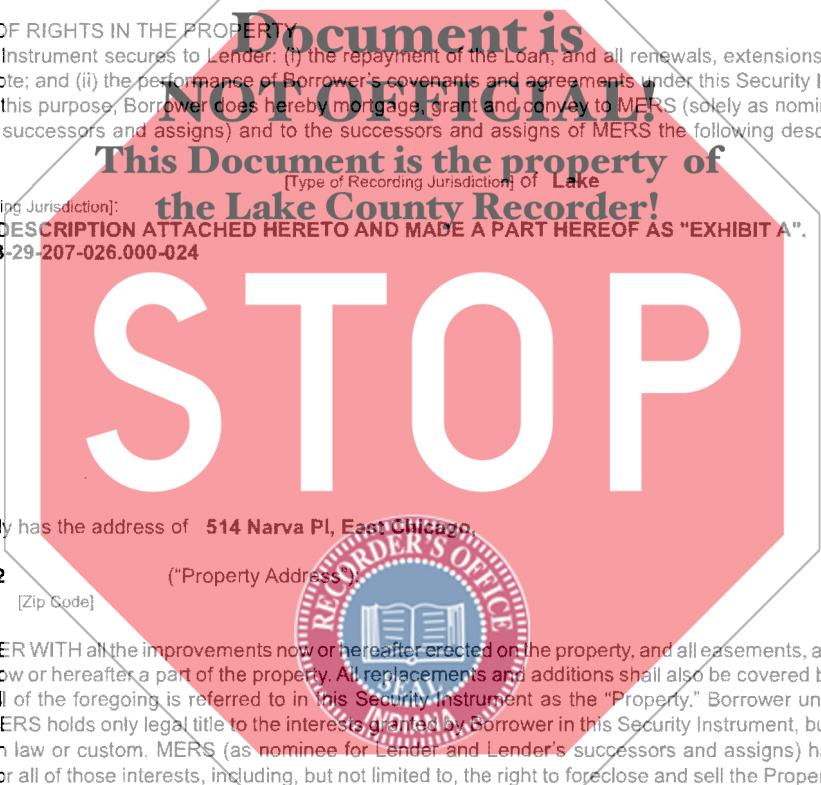 OF RIGHTS IN THE PROPERTY
Document is
Instrument secures to Lender: (i) the repayment of the Loan, and all renewals, extensions
ote; and (ii) the performance of Borrower's covenants and agreements under this Security I
NOT OFFICIAL!
this purpose, Borrower does hereby mortgage, grant and convey to MERS (solely as nomi
successors and assigns) and to the successors and assigns of MERS the following desc
This Document is the property of
[Type of Recording Jurisdiction] of Lake
ing Jurisdiction]:
the Lake County Recorder!
DESCRIPTION ATTACHED HERETO AND MADE A PART HEREOF AS "EXHIBIT A".
-29-207-026.000-024
STOP
y has the address of 514 Narva Pl, East Chicago,
2 ("Property Address"):
[Zip Code]
RECORDER'S OFFICE
SEAL
ER WITH all the improvements now or hereafter erected on the property, and all easements, a
ow or hereafter a part of the property. All replacements and additions shall also be covered b
l of the foregoing is referred to in this Security Instrument as the "Property." Borrower un
ERS holds only legal title to the interests granted by Borrower in this Security Instrument, bu
n law or custom, MERS (as nominee for Lender and Lender's successors and assigns) ha
or all of those interests, including, but not limited to, the right to foreclose and sell the Proper